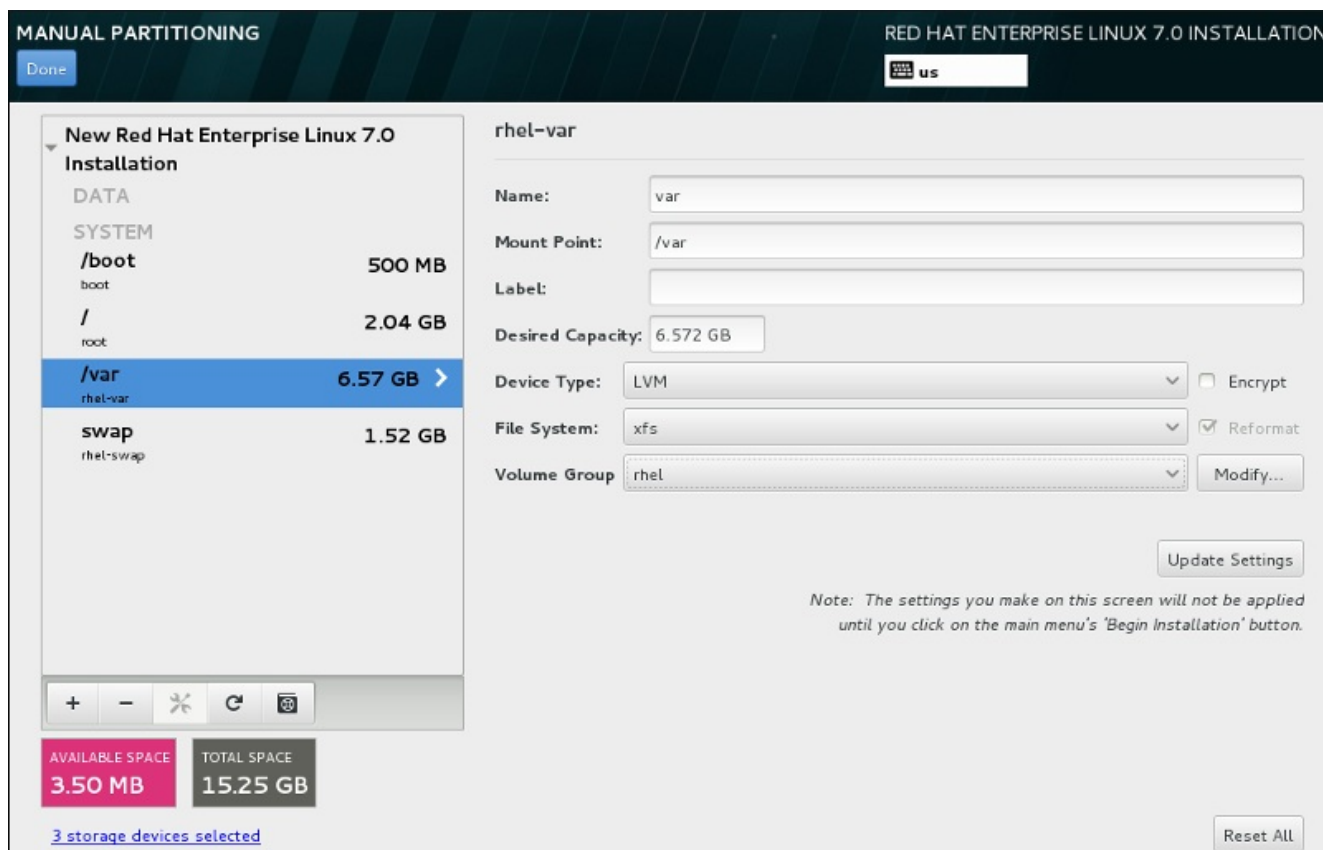 MANUAL PARTITIONING
RED HAT ENTERPRISE LINUX 7.0 INSTALLATION
Done
us
New Red Hat Enterprise Linux 7.0
Installation
DATA
SYSTEM
/boot 500 MB
boot
/ 2.04 GB
root
/var 6.57 GB
rhel-var
swap 1.52 GB
rhel-swap
+ −
AVAILABLE SPACE
3.50 MB
TOTAL SPACE
15.25 GB
3 storage devices selected
rhel-var
Name: var
Mount Point: /var
Label:
Desired Capacity: 6.572 GB
Device Type: LVM Encrypt
File System: xfs Reformat
Volume Group rhel Modify...
Update Settings
Note: The settings you make on this screen will not be applied
until you click on the main menu's 'Begin Installation' button.
Reset All